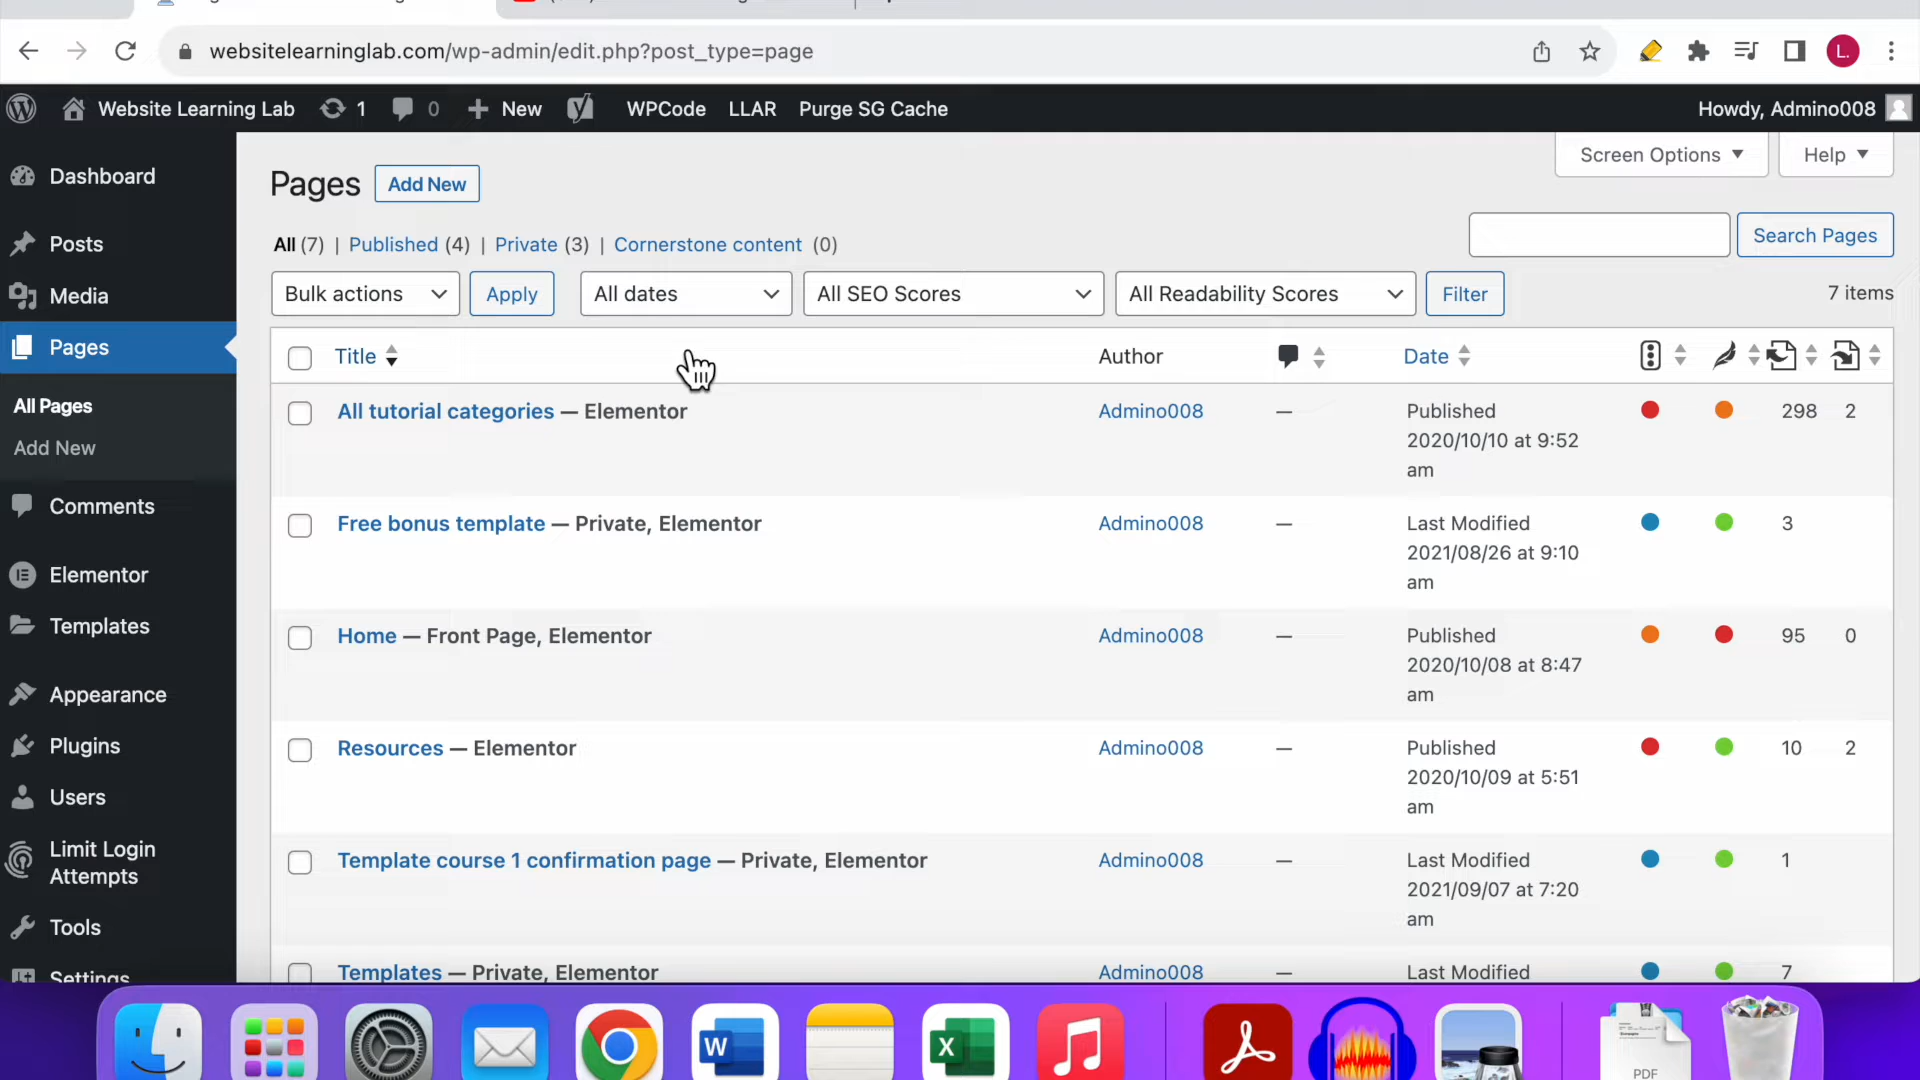 websitelearninglab.com/wp-admin/edit.php?post_type=page
L.
Website Learning Lab 1 0 New WPCode LLAR Purge SG Cache Howdy, Admino008
Screen Options Help
Dashboard
Posts
Media
Pages
All Pages
Add New
Comments
Elementor
Templates
Appearance
Plugins
Users
Limit Login
Attempts
Tools
Settings
Pages Add New
All (7) | Published (4) | Private (3) | Cornerstone content (0)
Search Pages
Bulk actions Apply All dates All SEO Scores All Readability Scores Filter 7 items
Title Author Date
All tutorial categories — Elementor Admino008 — Published 298 2
2020/10/10 at 9:52
am
Free bonus template — Private, Elementor Admino008 — Last Modified 3
2021/08/26 at 9:10
am
Home — Front Page, Elementor Admino008 — Published 95 0
2020/10/08 at 8:47
am
Resources — Elementor Admino008 — Published 10 2
2020/10/09 at 5:51
am
Template course 1 confirmation page — Private, Elementor Admino008 — Last Modified 1
2021/09/07 at 7:20
am
Templates — Private, Elementor Admino008 — Last Modified 7
W
X
PDF